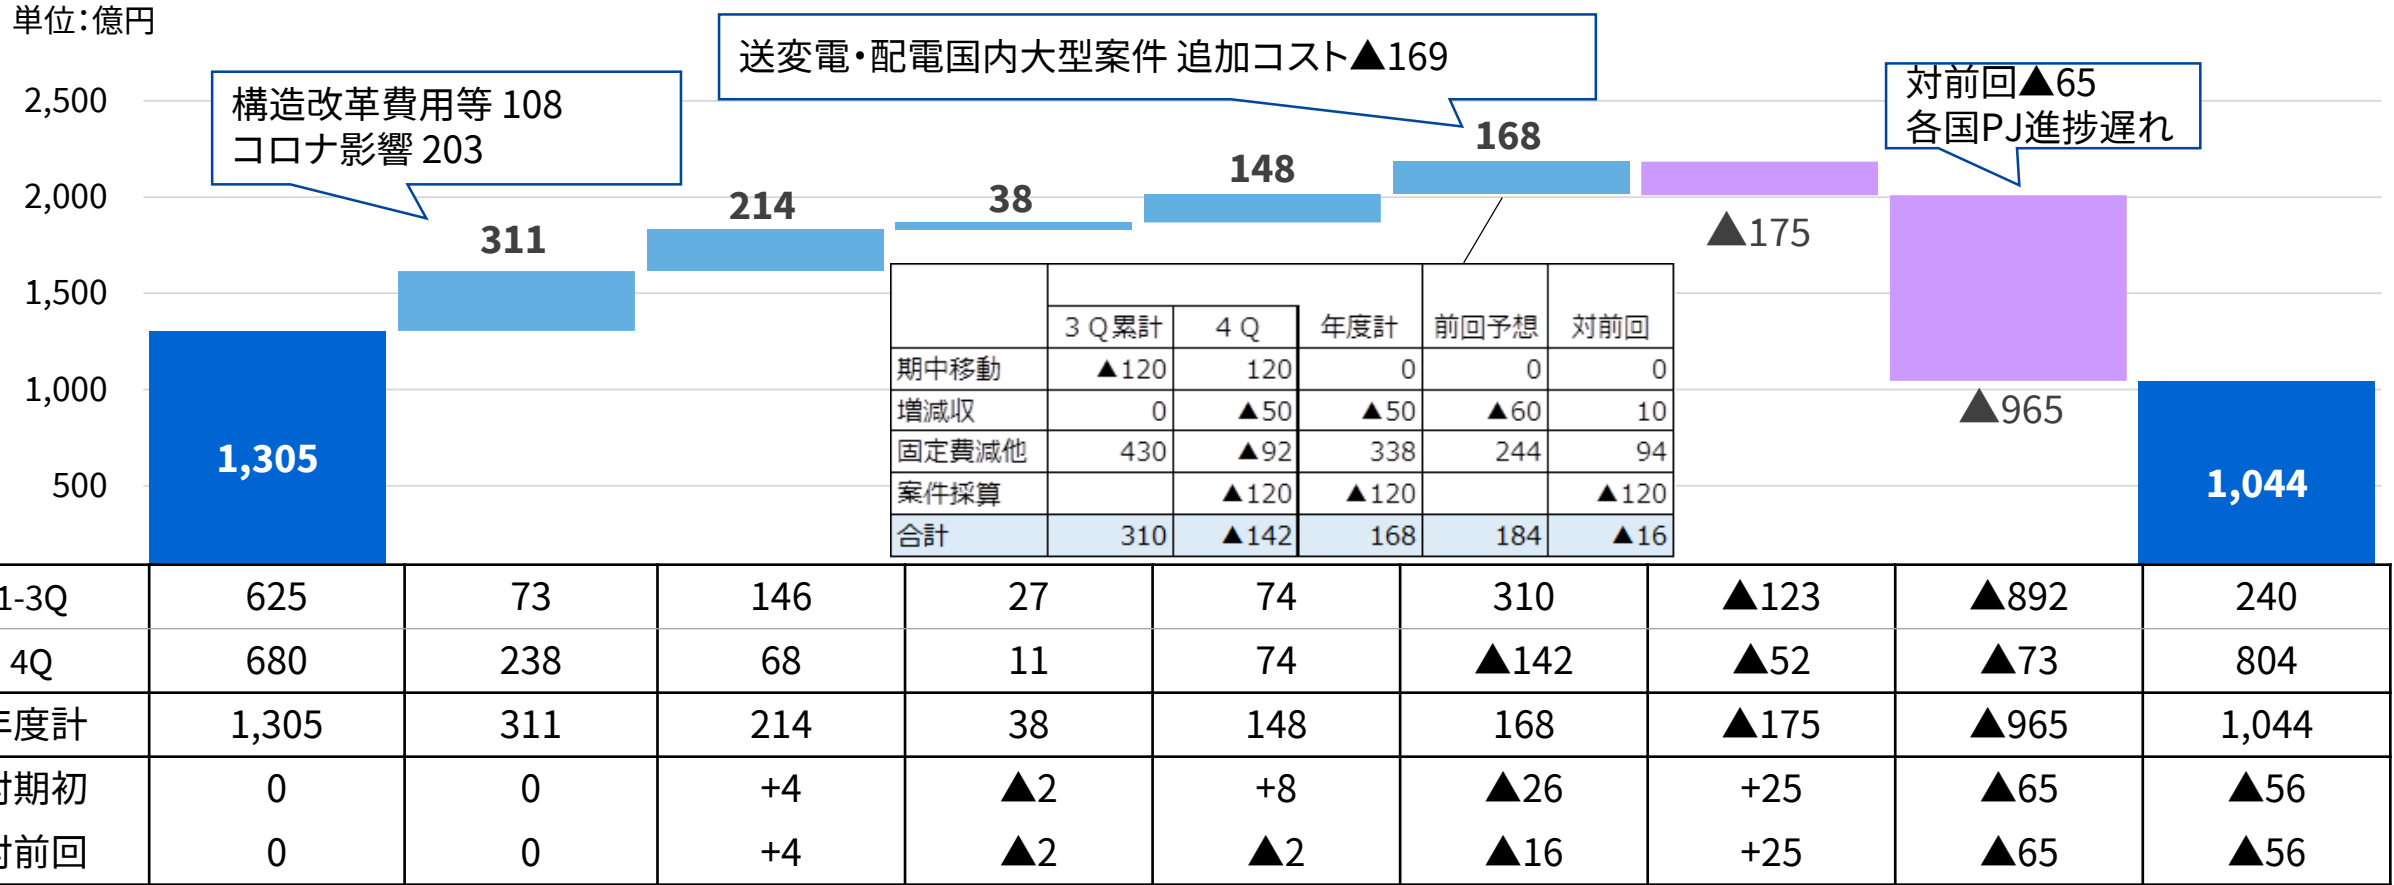 単位：億円
送変電・配電国内大型案件 追加コスト▲169
構造改革費用等 108
コロナ影響 203
対前回▲65
各国PJ進捗遅れ
2,500
2,000
1,500
1,000
500
1,305
311
214
38
148
168
▲175
▲965
1,044
３Ｑ累計 ４Ｑ 年度計 前回予想 対前回
期中移動 ▲120 120 0 0 0
増減収 0 ▲50 ▲50 ▲60 10
固定費減他 430 ▲92 338 244 94
案件採算 ▲120 ▲120 ▲120
合計 310 ▲142 168 184 ▲16
1-3Q 625 73 146 27 74 310 ▲123 ▲892 240
4Q 680 238 68 11 74 ▲142 ▲52 ▲73 804
年度計 1,305 311 214 38 148 168 ▲175 ▲965 1,044
対期初 0 0 +4 ▲2 +8 ▲26 +25 ▲65 ▲56
対前回 0 0 +4 ▲2 ▲2 ▲16 +25 ▲65 ▲56